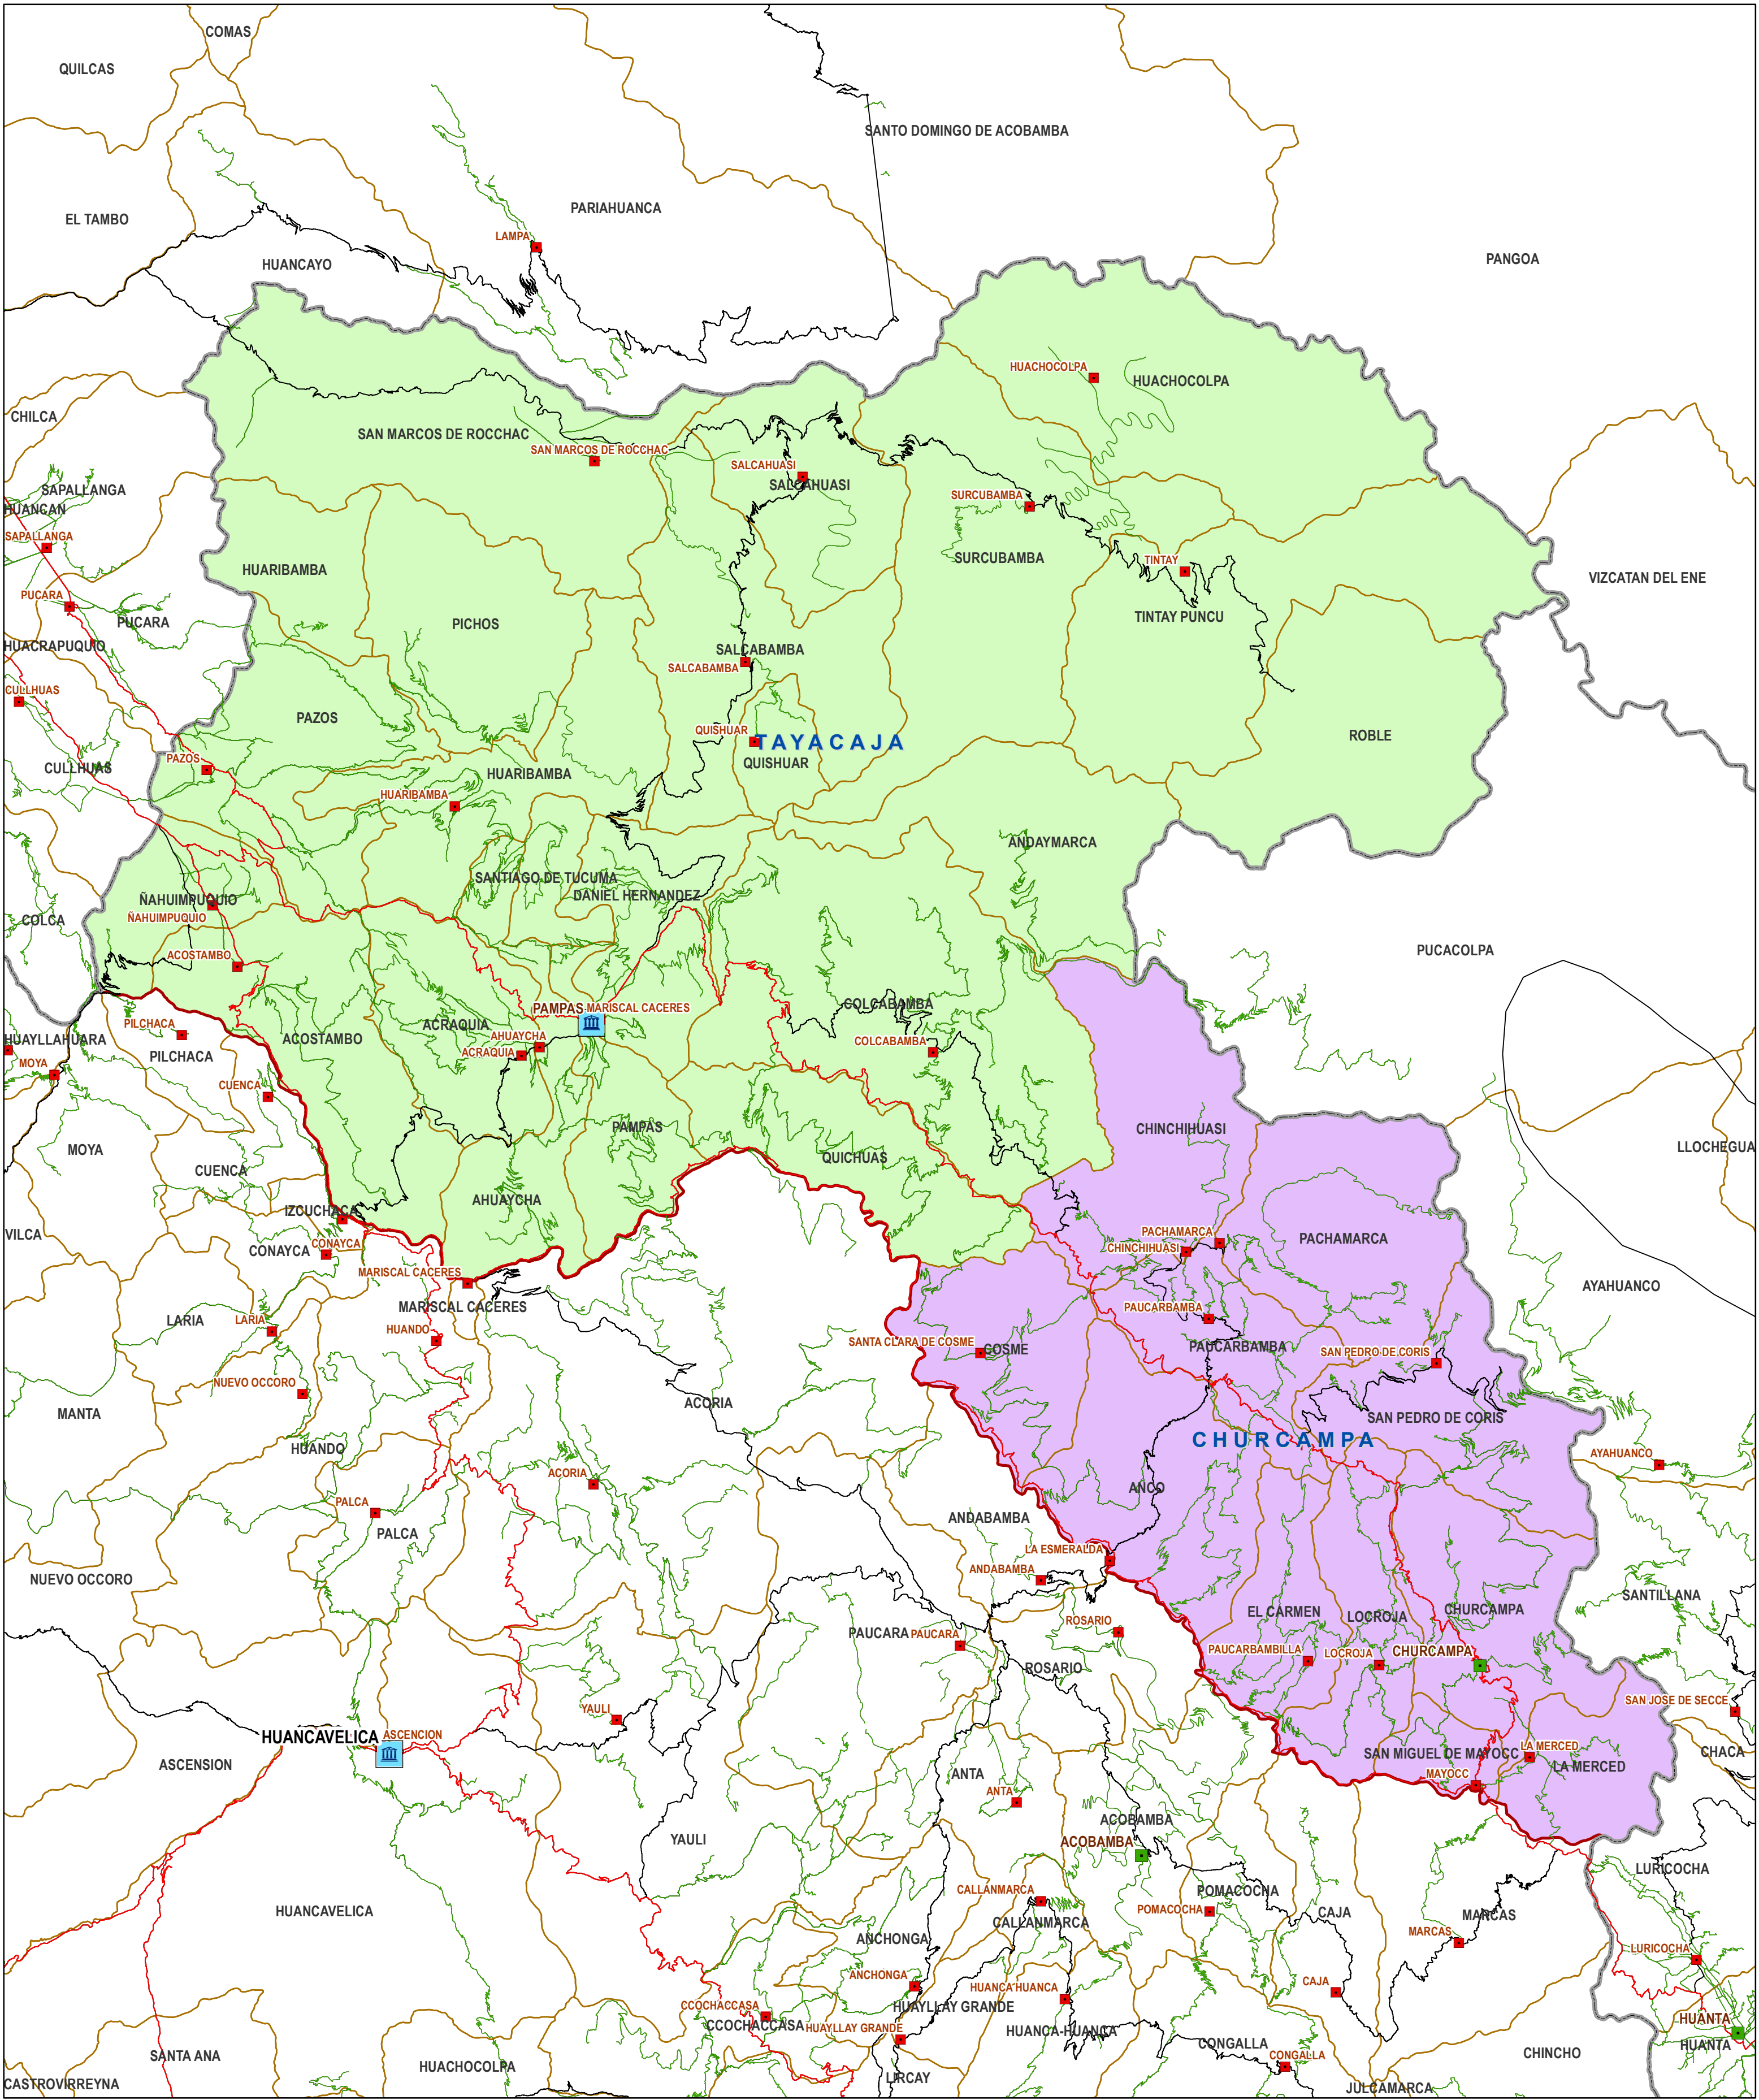 COMAS
QUILCAS
SANTO DOMINGO DE ACOBAMBA
EL TAMBO
PARIAHUANCA
LAMPA
HUANCAYO
PANGOA
HUACHOCOLPA
HUACHOCOLPA
CHILCA
SAN MARCOS DE ROCCHAC
SAN MARCOS DE ROCCHAC
SALCAHUASI
SALCAHUASI
SAPALLANGA
SURCUBAMBA
HUANCAN
SAPALLANGA
SURCUBAMBA
TINTAY
HUARIBAMBA
VIZCATAN DEL ENE
PUCARA
PUCARA
PICHOS
TINTAY PUNCU
HUACRAPUQUIO
SALCABAMBA
SALCABAMBA
CULLHUAS
PAZOS
QUISHUAR
TAYACAJA
ROBLE
PAZOS
CULLHUAS
QUISHUAR
HUARIBAMBA
HUARIBAMBA
ANDAYMARCA
SANTIAGO DE TUCUMA
DANIEL HERNANDEZ
ÑAHUIMPUQUIO
ÑAHUIMPUQUIO
COLCA
PUCACOLPA
ACOSTAMBO
COLCABAMBA
PAMPAS
MARISCAL CACERES
PILCHACA
ACRAQUIA
AHUAYCHA
HUAYLLAHUARA
ACOSTAMBO
COLCABAMBA
ACRAQUIA
PILCHACA
MOYA
CUENCA
PAMPAS
CHINCHIHUASI
MOYA
LLOCHEGUA
QUICHUAS
CUENCA
AHUAYCHA
IZCUCHACA
VILCA
PACHAMARCA
PACHAMARCA
CONAYCA
CONAYCA
CHINCHIHUASI
MARISCAL CACERES
AYAHUANCO
MARISCAL CACERES
PAUCARBAMBA
LARIA
LARIA
HUANDO
SANTA CLARA DE COSME
COSME
PAUCARBAMBA
SAN PEDRO DE CORIS
NUEVO OCCORO
ACORIA
MANTA
SAN PEDRO DE CORIS
CHURCAMPA
HUANDO
AYAHUANCO
ACORIA
ANCO
PALCA
ANDABAMBA
PALCA
LA ESMERALDA
ANDABAMBA
NUEVO OCCORO
SANTILLANA
EL CARMEN
LOCROJA
CHURCAMPA
ROSARIO
PAUCARA
PAUCARA
PAUCARBAMBILLA
LOCROJA
CHURCAMPA
ROSARIO
SAN JOSE DE SECCE
YAULI
HUANCAVELICA
ASCENCION
LA MERCED
CHACA
SAN MIGUEL DE MAYOCC
ASCENSION
LA MERCED
ANTA
MAYOCC
ANTA
ACOBAMBA
YAULI
ACOBAMBA
LURICOCHA
CALLANMARCA
POMACOCHA
HUANCAVELICA
POMACOCHA
CAJA
MARCAS
CALLANMARCA
MARCAS
ANCHONGA
LURICOCHA
ANCHONGA
CAJA
HUANCA HUANCA
CCOCHACCASA
HUAYLLAY GRANDE
HUANTA
CCOCHACCASA
HUAYLLAY GRANDE
HUANCA-HUANCA
CONGALLA
HUANTA
SANTA ANA
CHINCHO
CONGALLA
HUACHOCOLPA
LIRCAY
CASTROVIRREYNA
JULCAMARCA